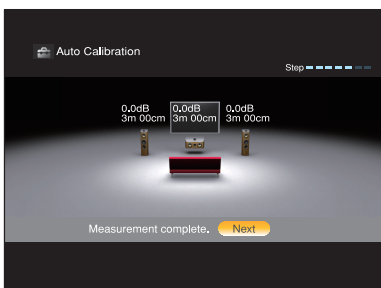 Auto Calibration
Step
0.0dB 0.0dB 0.0dB
3m 00cm 3m 00cm 3m 00cm
Measurement complete. Next